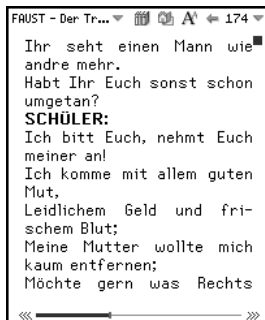 FAUST - Der Tr... 174
Ihr seht einen Mann wie
andre mehr.
Habt Ihr Euch sonst schon
umgetan?
SCHÜLER:
Ich bitt Euch, nehmt Euch
meiner an!
Ich komme mit allem guten
Mut,
Leidlichem Geld und fri-
schem Blut;
Meine Mutter wollte mich
kaum entfernen;
Möchte gern was Rechts